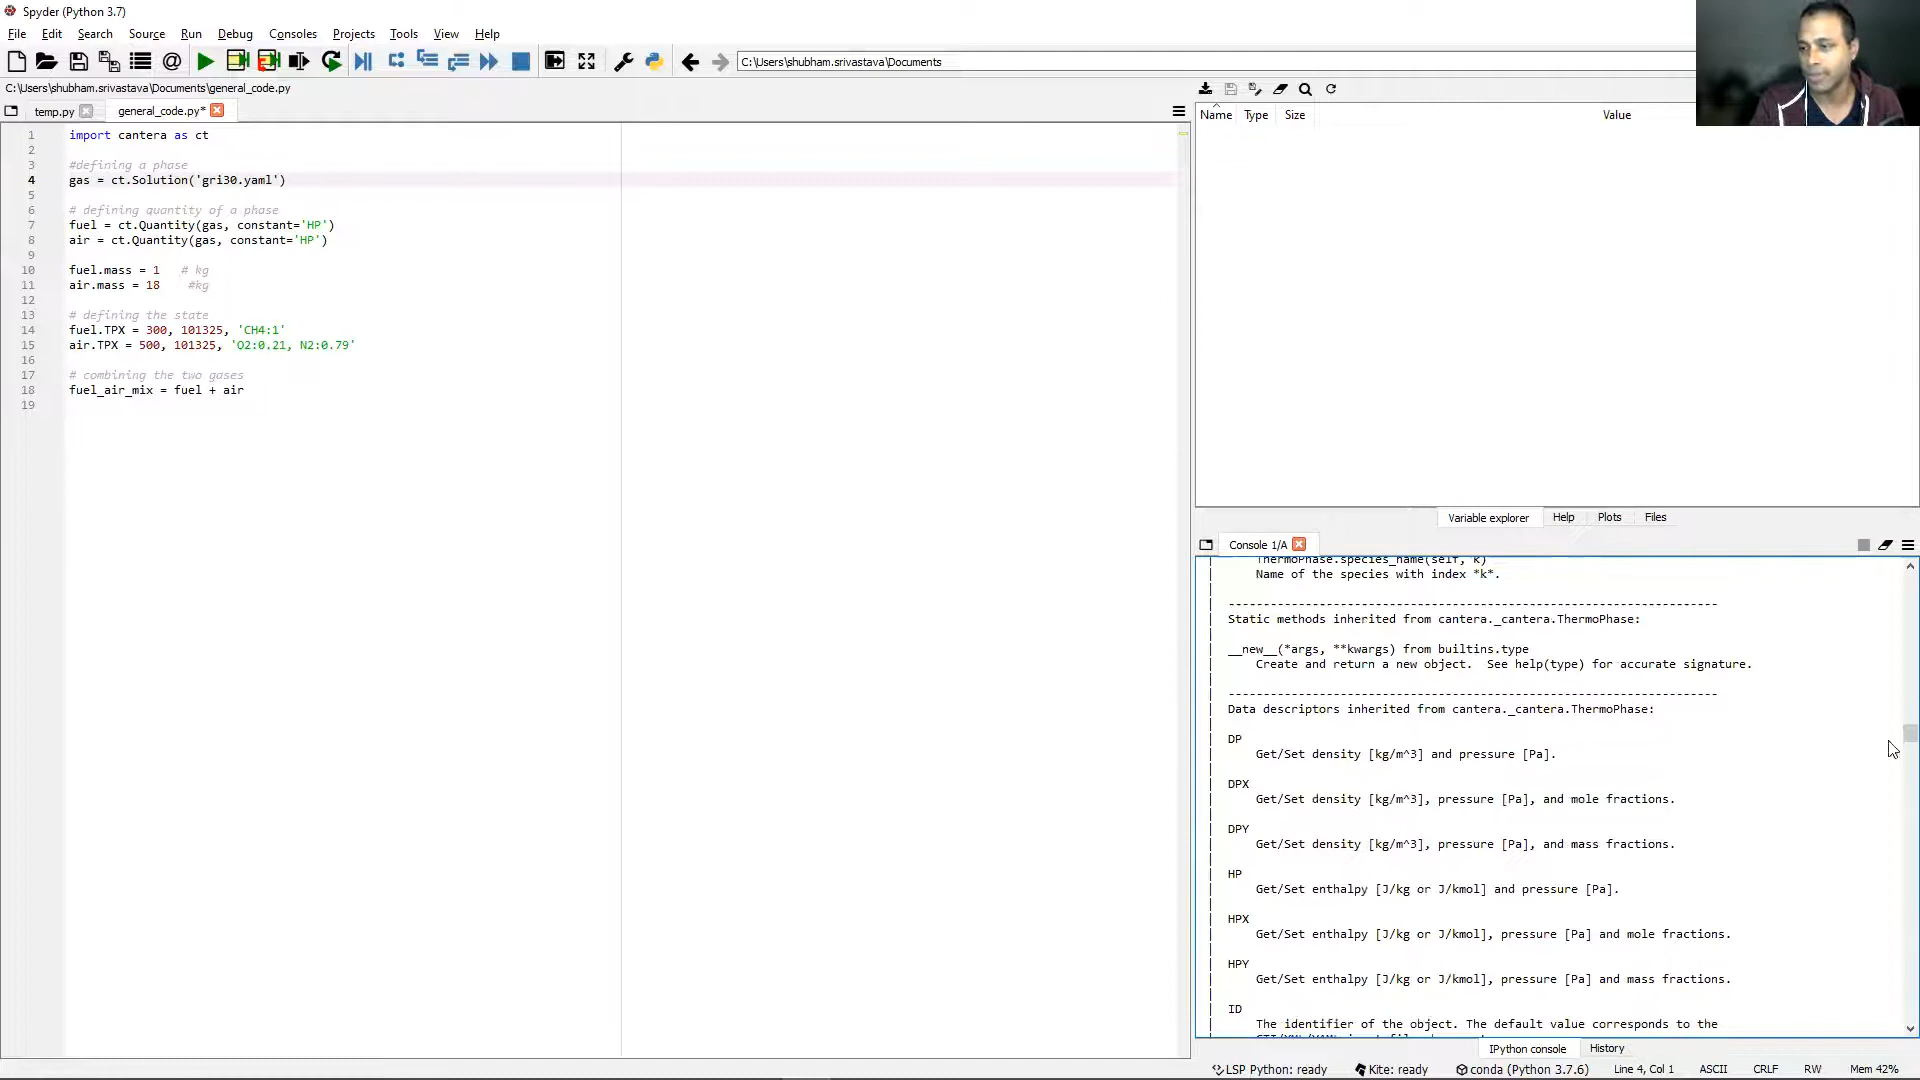 Spyder (Python 3.7)
File Edit Search Source Run Debug Consoles Projects Tools View Help
C:\Users\shubham.srivastava\Documents
C:\Users\shubham.srivastava\Documents\general_code.py
temp.py general_code.py*
1 import cantera as ct
2
3 #defining a phase
4 gas = ct.Solution('gri30.yaml')
5
6 # defining quantity of a phase
7 fuel = ct.Quantity(gas, constant='HP')
8 air = ct.Quantity(gas, constant='HP')
9
10 fuel.mass = 1 # kg
11 air.mass = 18 #kg
12
13 # defining the state
14 fuel.TPX = 300, 101325, 'CH4:1'
15 air.TPX = 500, 101325, 'O2:0.21, N2:0.79'
16
17 # combining the two gases
18 fuel_air_mix = fuel + air
19
Name Type Size Value
Variable explorer Help Plots Files
Console 1/A
ThermoPhase.species_name(self, k)
Name of the species with index *k*.
----------------------------------------------------------------------
Static methods inherited from cantera._cantera.ThermoPhase:
__new__(*args, **kwargs) from builtins.type
Create and return a new object. See help(type) for accurate signature.
----------------------------------------------------------------------
Data descriptors inherited from cantera._cantera.ThermoPhase:
DP
Get/Set density [kg/m^3] and pressure [Pa].
DPX
Get/Set density [kg/m^3], pressure [Pa], and mole fractions.
DPY
Get/Set density [kg/m^3], pressure [Pa], and mass fractions.
HP
Get/Set enthalpy [J/kg or J/kmol] and pressure [Pa].
HPX
Get/Set enthalpy [J/kg or J/kmol], pressure [Pa] and mole fractions.
HPY
Get/Set enthalpy [J/kg or J/kmol], pressure [Pa] and mass fractions.
ID
The identifier of the object. The default value corresponds to the
IPython console History
LSP Python: ready Kite: ready conda (Python 3.7.6) Line 4, Col 1 ASCII CRLF RW Mem 42%